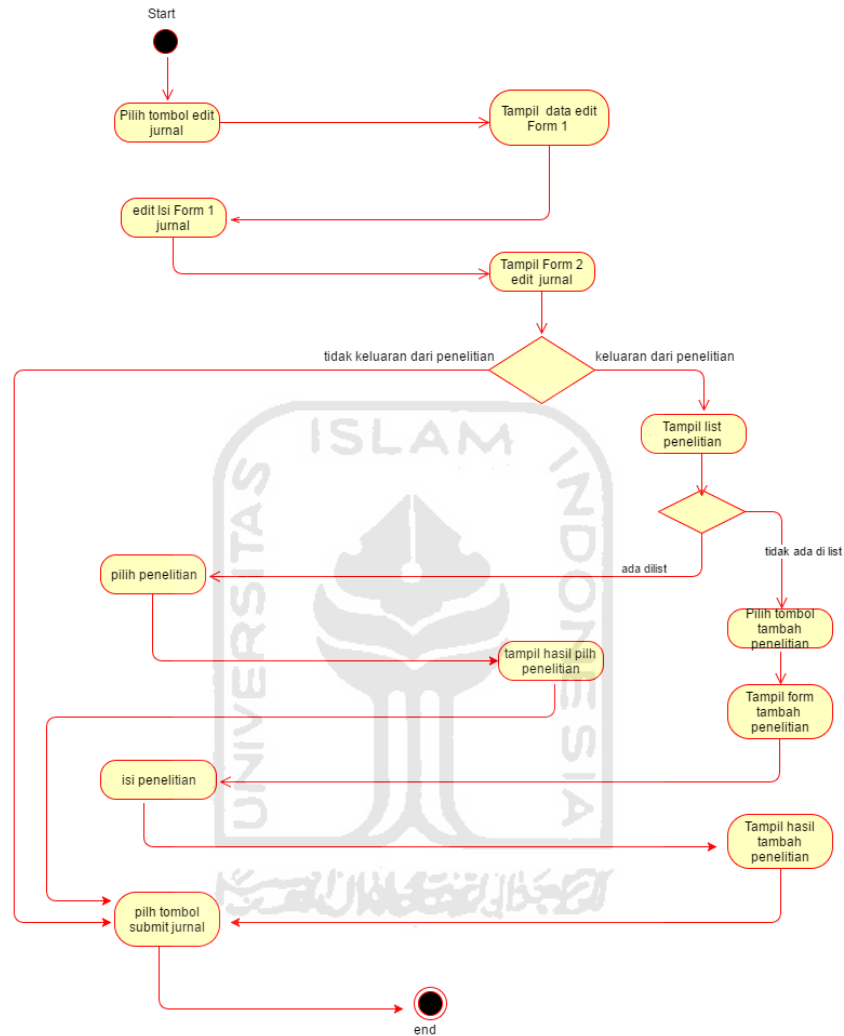 Start
Pilih tombol edit
jurnal
Tampil data edit
Form 1
edit Isi Form 1
jurnal
Tampil Form 2
edit jurnal
tidak keluaran dari penelitian
keluaran dari penelitian
Tampil list
penelitian
ISLAM
UNIVERSITAS
INDONESIA
tidak ada di list
ada dilist
pilih penelitian
Pilih tombol
tambah
penelitian
tampil hasil pilh
penelitian
Tampil form
tambah
penelitian
isi penelitian
Tampil hasil
tambah
penelitian
pilh tombol
submit jurnal
end